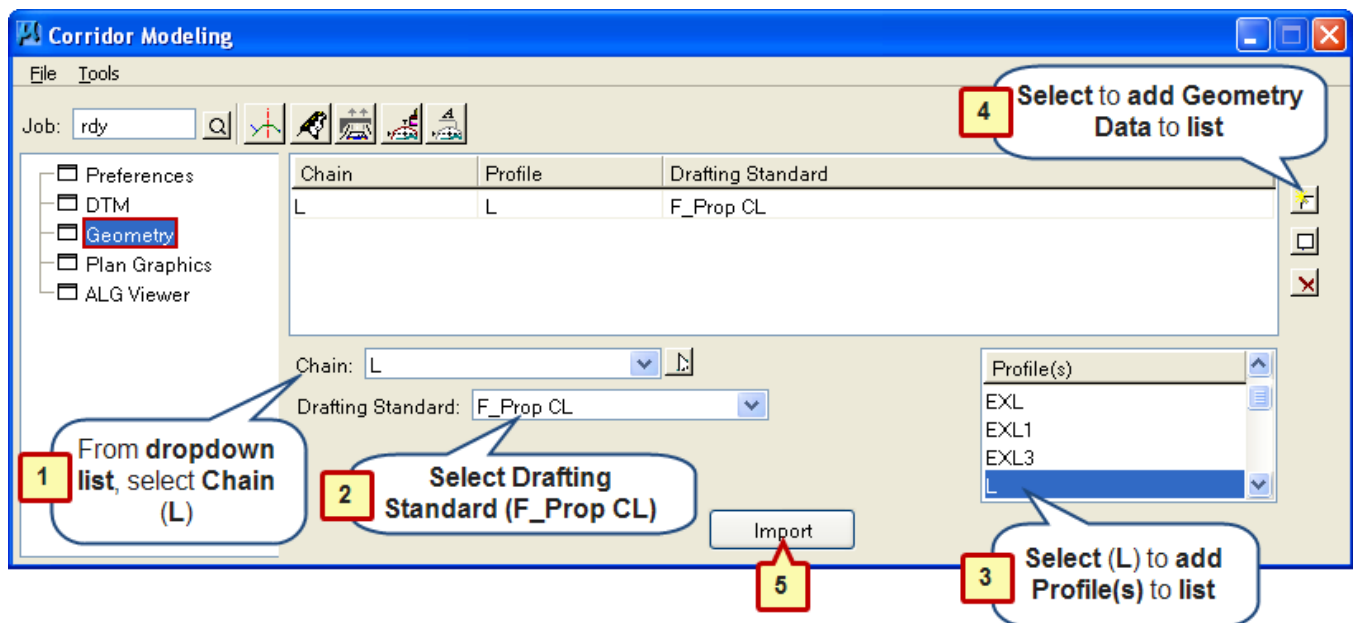 Corridor Modeling
File Tools
Job: rdy
4
Select to add Geometry
Data to list
Preferences
DTM
Geometry
Plan Graphics
ALG Viewer
Chain Profile Drafting Standard
L L F_Prop CL
Chain: L
Drafting Standard: F_Prop CL
Profile(s)
EXL
EXL1
EXL3
L
1
From dropdown
list, select Chain
(L)
2
Select Drafting
Standard (F_Prop CL)
Import
5
3
Select (L) to add
Profile(s) to list